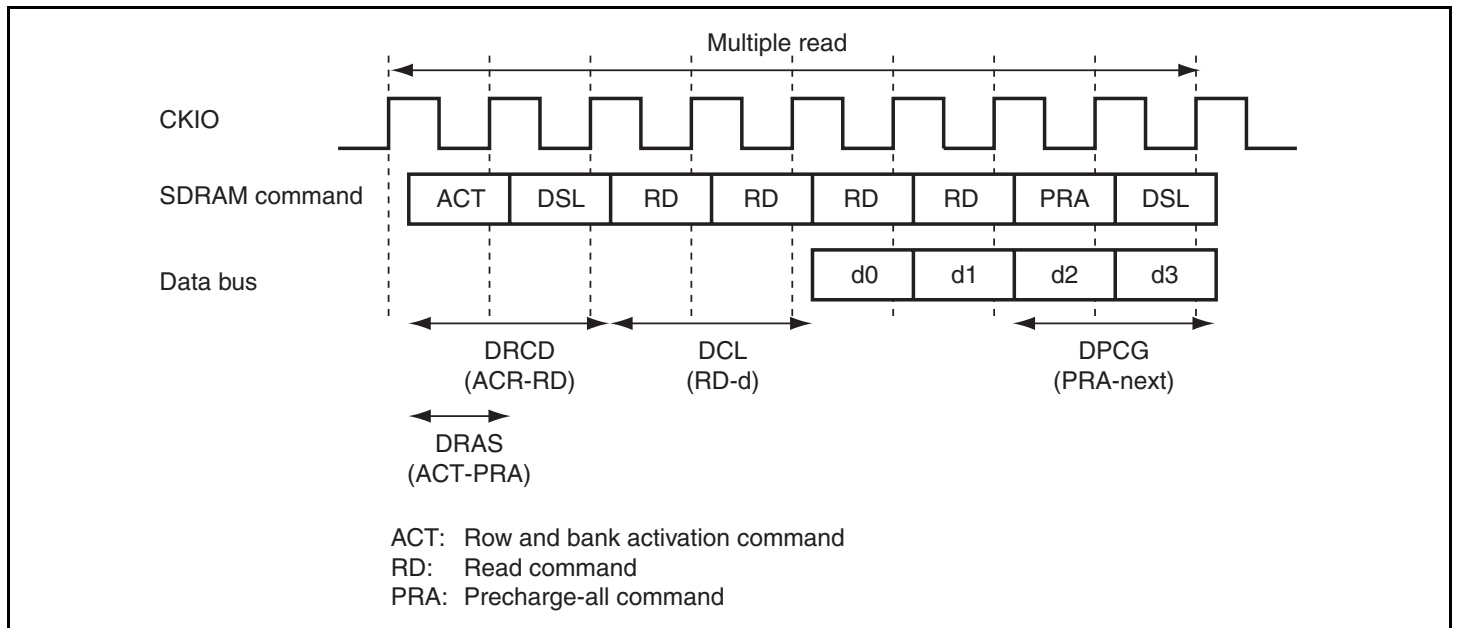 Multiple read
CKIO
SDRAM command ACT DSL RD RD RD RD PRA DSL
Data bus d0 d1 d2 d3
DRCD DCL DPCG
(ACR-RD) (RD-d) (PRA-next)
DRAS
(ACT-PRA)
ACT: Row and bank activation command
RD: Read command
PRA: Precharge-all command